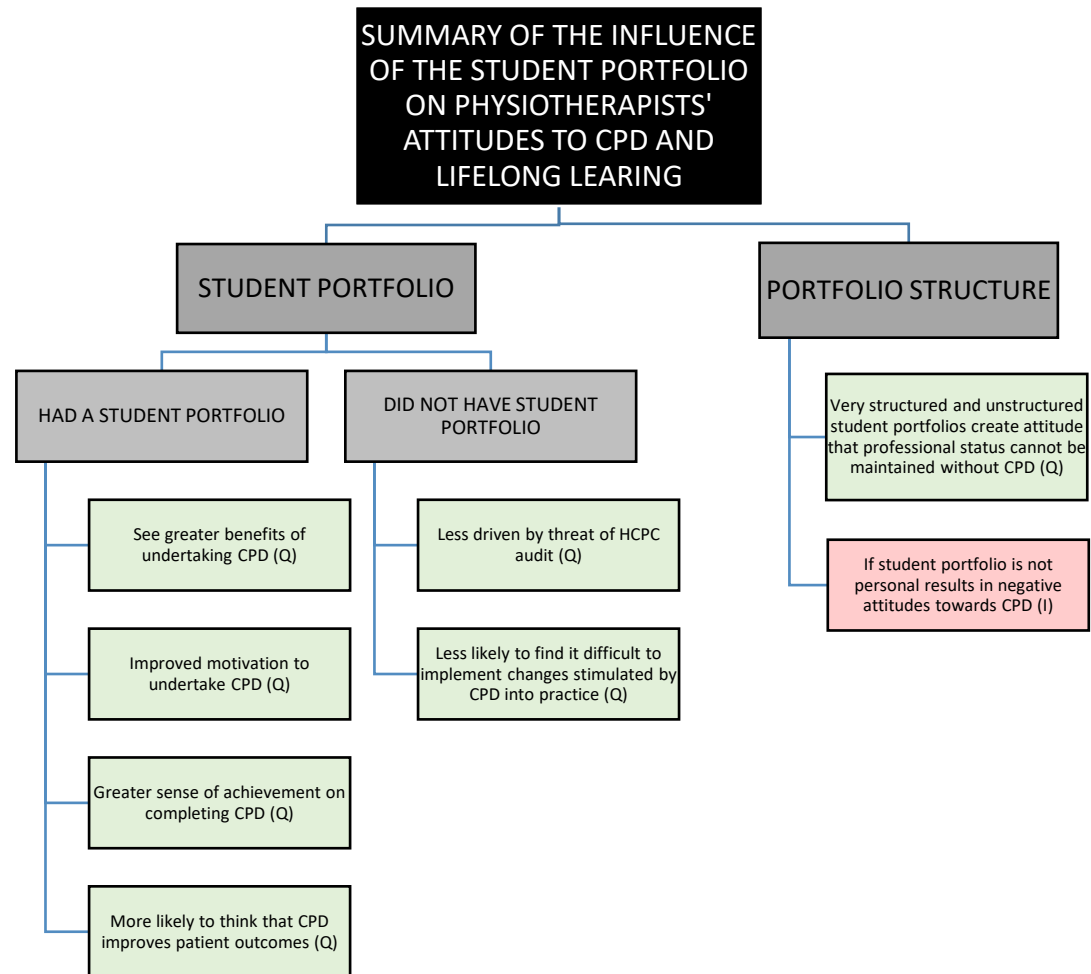 SUMMARY OF THE INFLUENCE
OF THE STUDENT PORTFOLIO
ON PHYSIOTHERAPISTS'
ATTITUDES TO CPD AND
LIFELONG LEARING
STUDENT PORTFOLIO
HAD A STUDENT PORTFOLIO
See greater benefits of
undertaking CPD (Q)
Improved motivation to
undertake CPD (Q)
Greater sense of achievement on
completing CPD (Q)
More likely to think that CPD
improves patient outcomes (Q)
DID NOT HAVE STUDENT
PORTFOLIO
Less driven by threat of HCPC
audit (Q)
Less likely to find it difficult to
implement changes stimulated by
CPD into practice (Q)
PORTFOLIO STRUCTURE
Very structured and unstructured
student portfolios create attitude
that professional status cannot be
maintained without CPD (Q)
If student portfolio is not
personal results in negative
attitudes towards CPD (I)